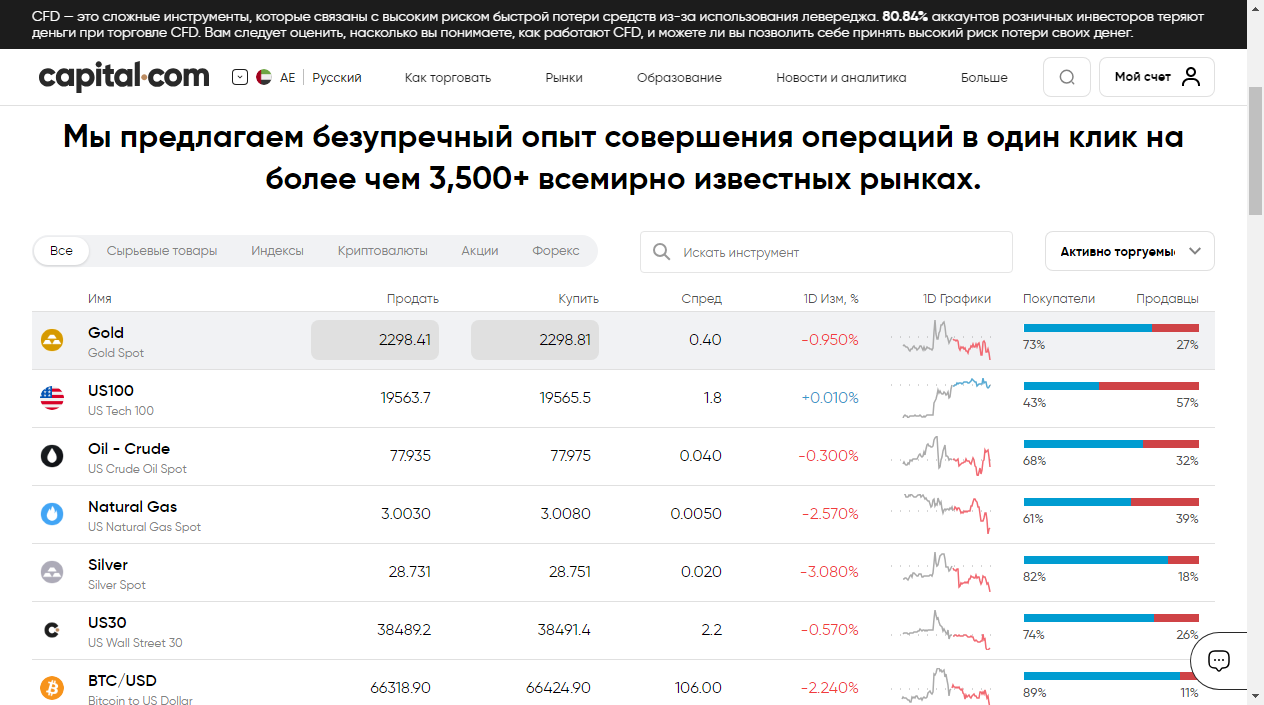 CFD — это сложные инструменты, которые связаны с высоким риском быстрой потери средств из-за использования левереджа. 80.84% аккаунтов розничных инвесторов теряют
деньги при торговле CFD. Вам следует оценить, насколько вы понимаете, как работают CFD, и можете ли вы позволить себе принять высокий риск потери своих денег.
capital.com AE Русский Как торговать Рынки Образование Новости и аналитика Больше Мой счет
Мы предлагаем безупречный опыт совершения операций в один клик на
более чем 3,500+ всемирно известных рынках.
Все Сырьевые товары Индексы Криптовалюты Акции Форекс Искать инструмент Активно торгуемы
Имя Продать Купить Спред 1D Изм, % 1D Графики Покупатели Продавцы
Gold 2298.41 2298.81 0.40 -0.950%
Gold Spot 73% 27%
US100 19563.7 19565.5 1.8 +0.010%
US Tech 100 43% 57%
Oil - Crude 77.935 77.975 0.040 -0.300%
US Crude Oil Spot 68% 32%
Natural Gas 3.0030 3.0080 0.0050 -2.570%
US Natural Gas Spot 61% 39%
Silver 28.731 28.751 0.020 -3.080%
Silver Spot 82% 18%
US30 38489.2 38491.4 2.2 -0.570%
US Wall Street 30 74% 26%
BTC/USD 66318.90 66424.90 106.00 -2.240%
Bitcoin to US Dollar 89% 11%